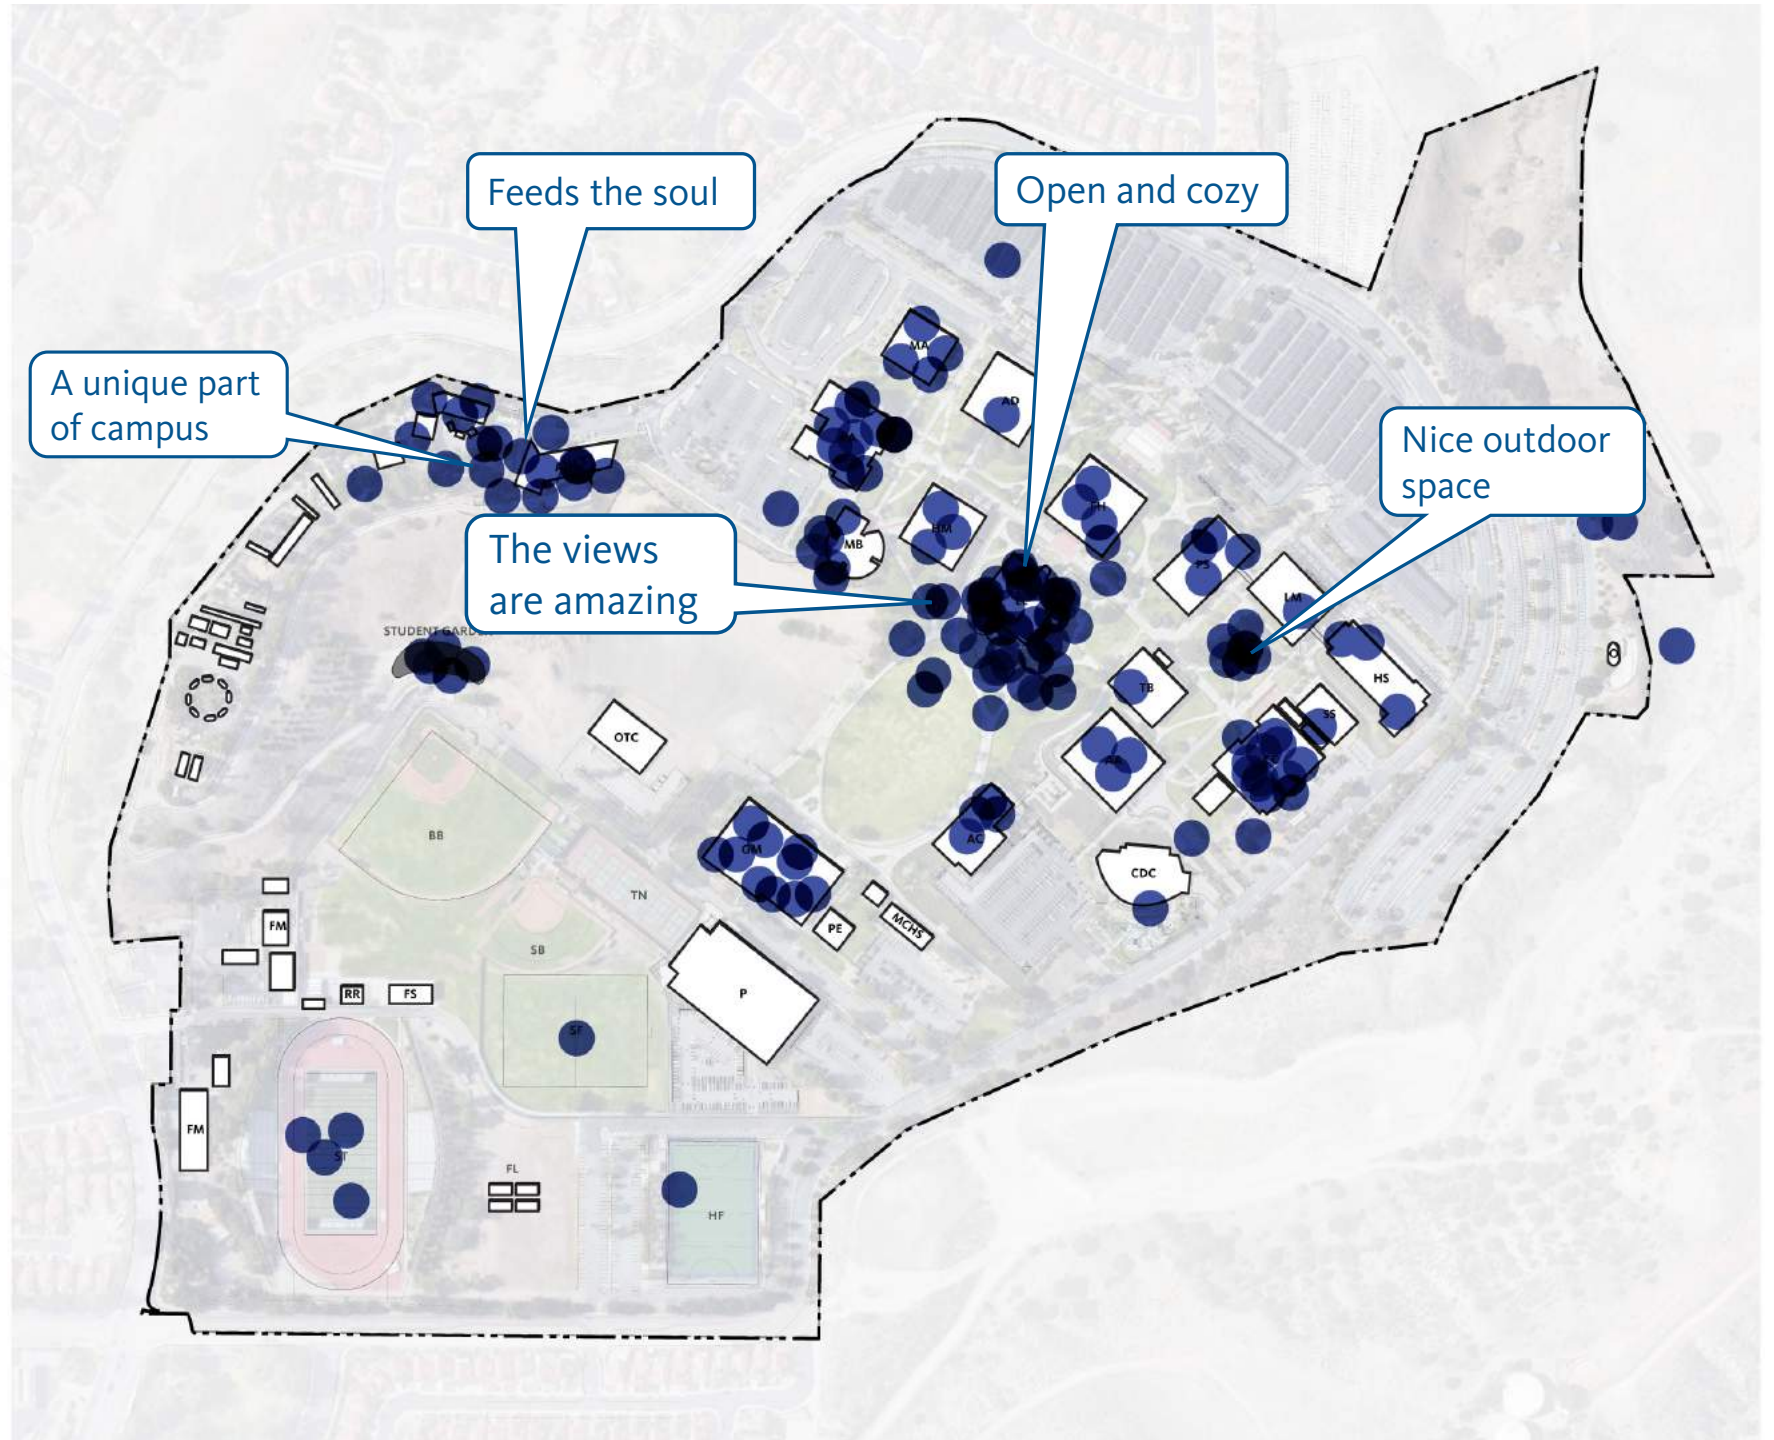 Feeds the soul
Open and cozy
A unique part
of campus
Nice outdoor
space
The views
are amazing
MA
AD
HM
FH
MB
PS
LM
HS
STUDENT GARDEN
TB
SS
OTC
AA
BB
GM
AC
CDC
TN
PE
MCHS
FM
SB
RR
FS
P
SF
FM
ST
FL
HF